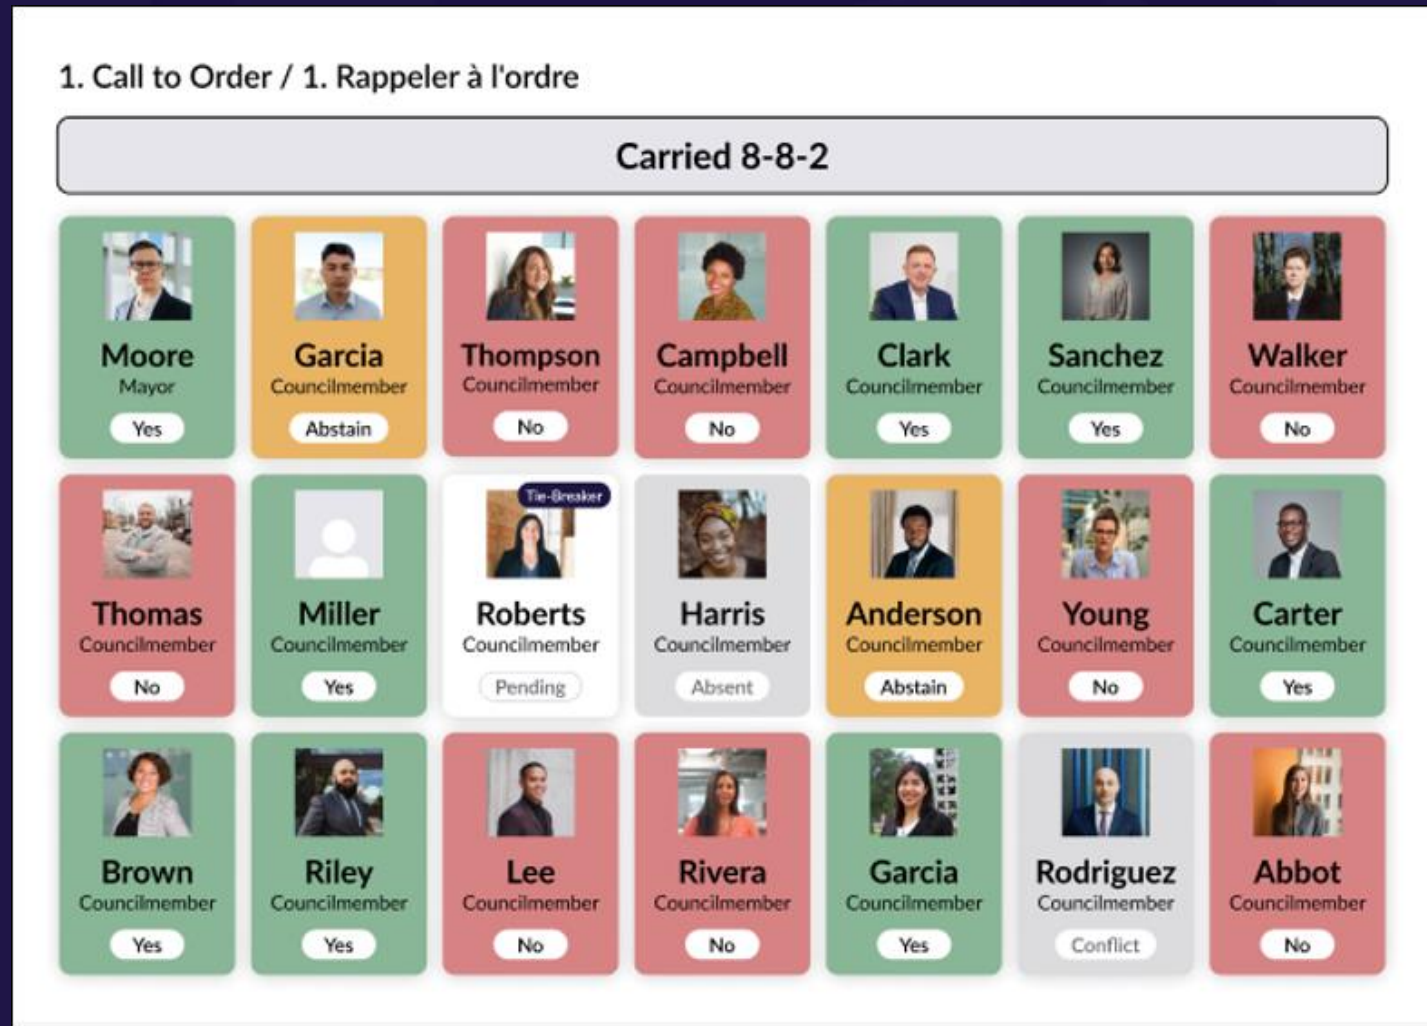 1. Call to Order / 1. Rappeler à l'ordre
Carried 8-8-2
Moore
Mayor
Yes
Garcia
Councilmember
Abstain
Thompson
Councilmember
No
Campbell
Councilmember
No
Clark
Councilmember
Yes
Sanchez
Councilmember
Yes
Walker
Councilmember
No
Thomas
Councilmember
No
Miller
Councilmember
Yes
Tie-Breaker
Roberts
Councilmember
Pending
Harris
Councilmember
Absent
Anderson
Councilmember
Abstain
Young
Councilmember
No
Carter
Councilmember
Yes
Brown
Councilmember
Yes
Riley
Councilmember
Yes
Lee
Councilmember
No
Rivera
Councilmember
No
Garcia
Councilmember
Yes
Rodriguez
Councilmember
Conflict
Abbot
Councilmember
No